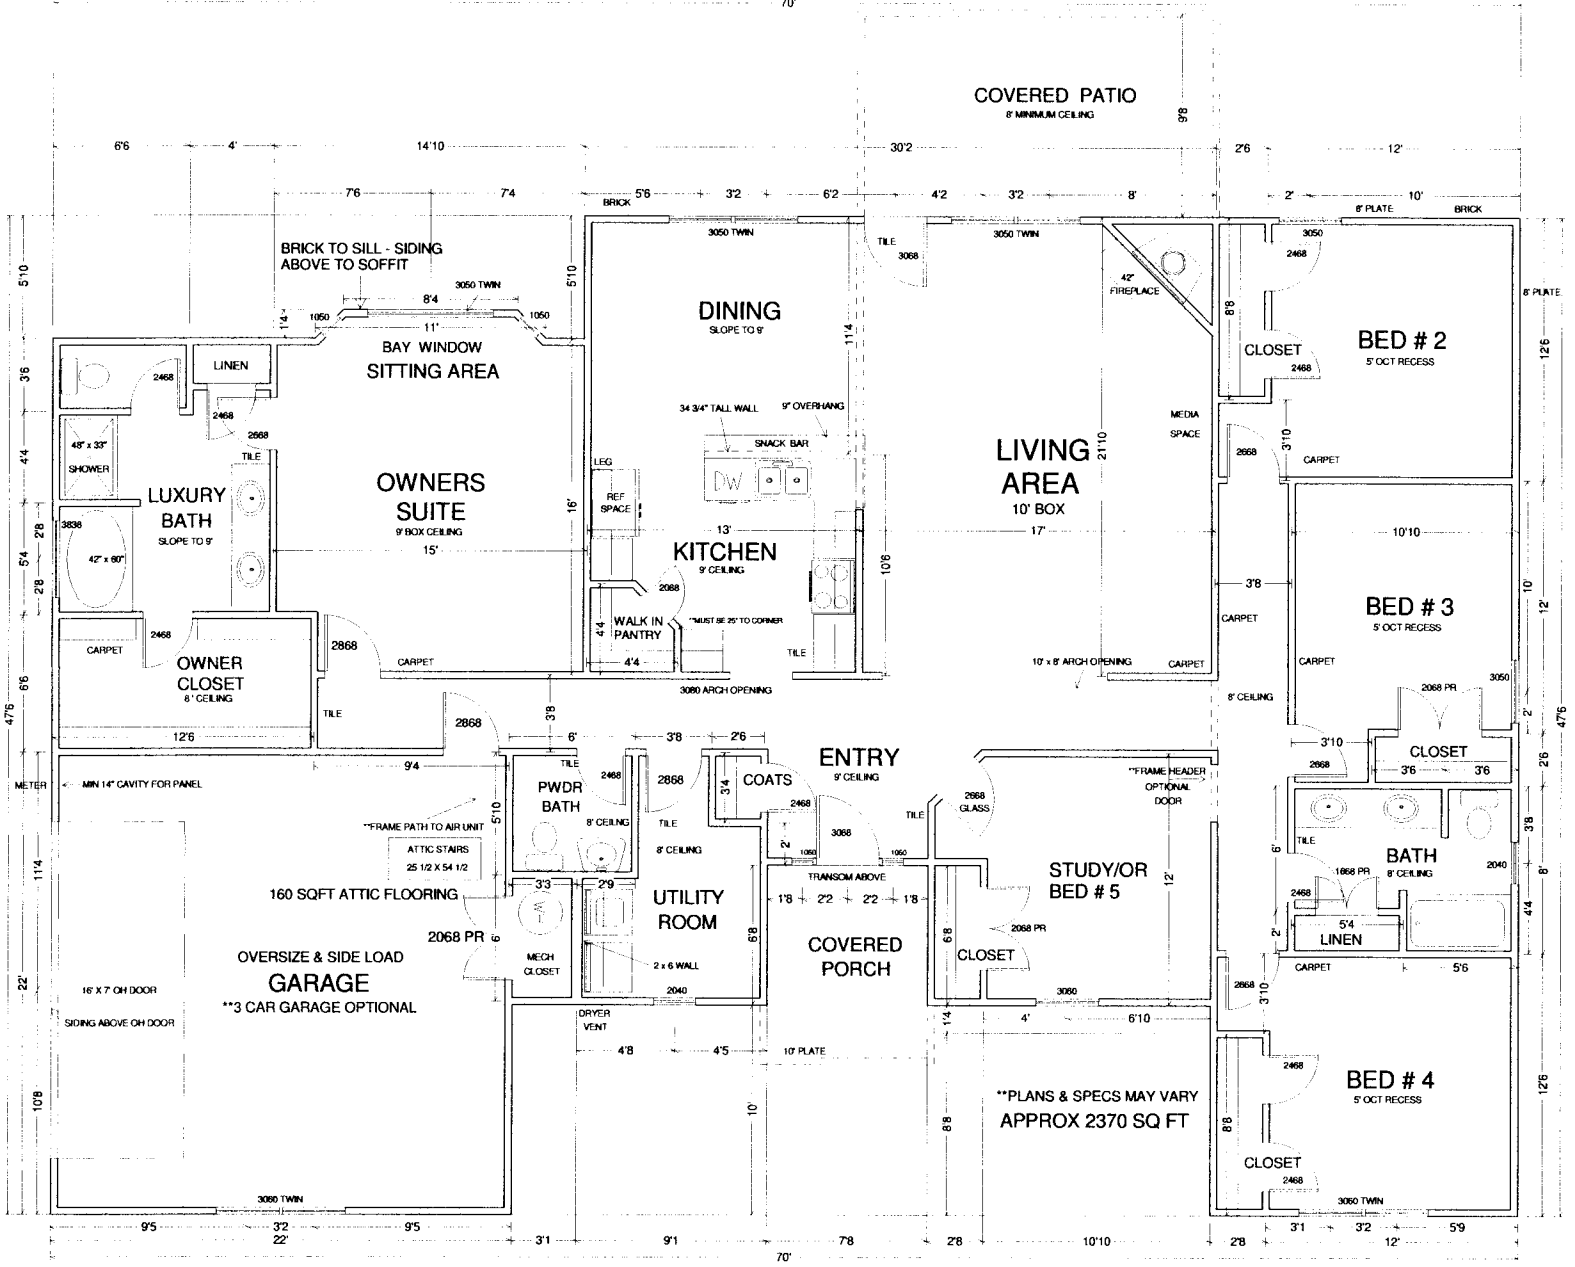 70'
COVERED PATIO
8' MINIMUM CEILING
9'8
6'6
4'
14'10
30'2
2'6
12'
7'6
7'4
5'6
3'2
6'2
4'2
3'2
8'
2'
10'
BRICK
8' PLATE
BRICK
3050 TWIN
3050 TWIN
3050
TILE
3068
2468
BRICK TO SILL - SIDING
ABOVE TO SOFFIT
5'10
5'10
3050 TWIN
8'4
42"
FIREPLACE
8' PLATE
1'4
1050
11'
1050
DINING
SLOPE TO 9'
11'4
8'8
BAY WINDOW
SITTING AREA
LINEN
2468
CLOSET
2468
BED # 2
5' OCT RECESS
12'6
3'6
2468
2668
TILE
34 3/4" TALL WALL
9" OVERHANG
SNACK BAR
MEDIA
SPACE
3'10
2668
CARPET
48" x 33"
SHOWER
4'4
LEG
REF
SPACE
DW
LIVING
AREA
10' BOX
21'10
LUXURY
BATH
SLOPE TO 9'
OWNERS
SUITE
9' BOX CEILING
15'
16'
3838
2'8
5'4
2'8
42" x 60"
13'
KITCHEN
9' CEILING
17'
10'10
2068
10'6
3'8
10'
12'
4'4
WALK IN
PANTRY
**MUST BE 25" TO CORNER
4'4
TILE
CARPET
BED # 3
5' OCT RECESS
2468
CARPET
OWNER
CLOSET
8' CEILING
2868
CARPET
6'6
10' x 8' ARCH OPENING
CARPET
CARPET
3050
2068 PR
8' CEILING
3080 ARCH OPENING
47'6
47'6
TILE
2868
3'8
2'
12'6
6'
3'8
2'6
3'10
CLOSET
3'6
3'6
2'6
9'4
TILE
2468
2868
COATS
3'4
ENTRY
9' CEILING
2668
METER
MIN 14" CAVITY FOR PANEL
PWDR
BATH
8' CEILNG
2468
2668
GLASS
**FRAME HEADER
OPTIONAL
DOOR
5'10
**FRAME PATH TO AIR UNIT
TILE
3068
TILE
ATTIC STAIRS
25 1/2 X 54 1/2
8' CEILING
2'
1050
1050
TRANSOM ABOVE
6'
TILE
BATH
8' CEILING
2040
3'8
8'
11'4
160 SQFT ATTIC FLOORING
3'3
2'9
1'8
2'2
2'2
1'8
STUDY/OR
BED # 5
12'
1668 PR
2468
4'4
UTILITY
ROOM
2068 PR
6'
6'8
COVERED
PORCH
6'8
2068 PR
5'4
LINEN
2'
OVERSIZE & SIDE LOAD
GARAGE
**3 CAR GARAGE OPTIONAL
MECH
CLOSET
2 x 6 WALL
CLOSET
CARPET
5'6
22'
16' X 7' OH DOOR
SIDING ABOVE OH DOOR
2040
DRYER
VENT
3060
2668
3'10
1'4
4'
6'10
4'8
4'5
10' PLATE
2468
BED # 4
5' OCT RECESS
12'6
10'8
10'
8'8
**PLANS & SPECS MAY VARY
APPROX 2370 SQ FT
8'8
CLOSET
2468
3060 TWIN
3060 TWIN
9'5
3'2
9'5
3'1
3'2
5'9
22'
3'1
9'1
7'8
2'8
10'10
2'8
12'
70'